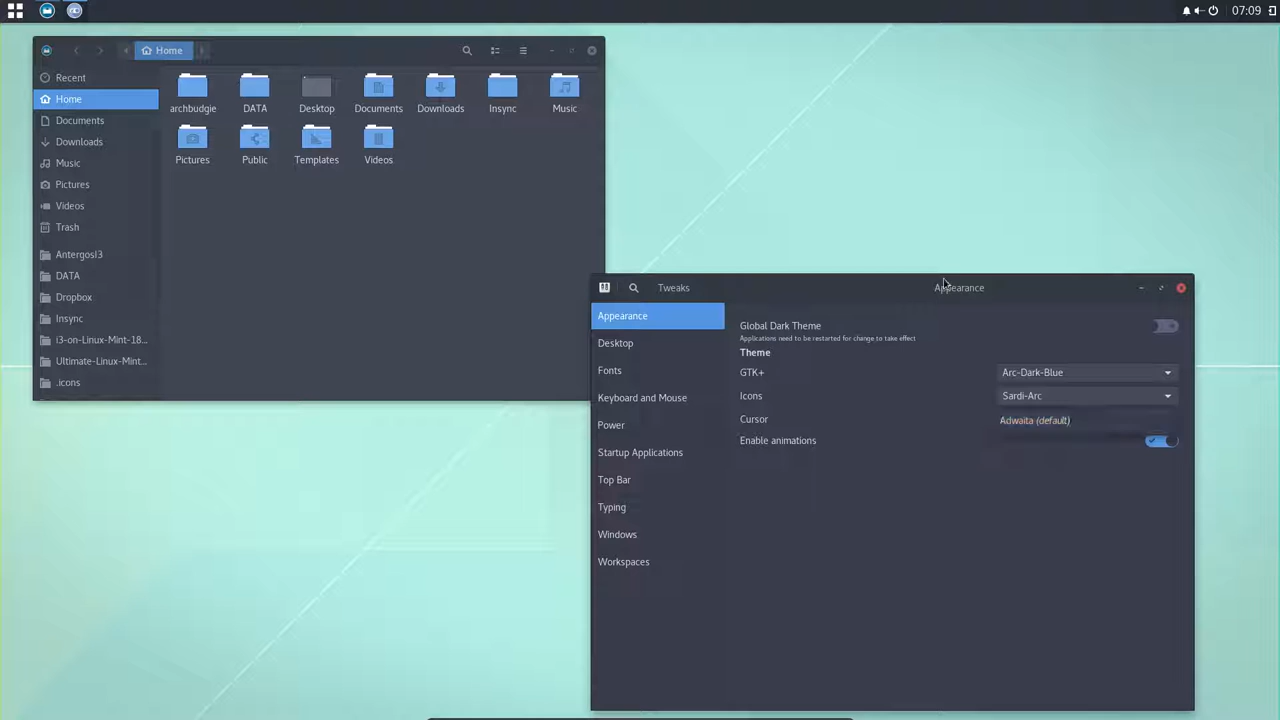 07:09
Home
Recent
Home
Documents
Downloads
Music
Pictures
Videos
Trash
AntergosI3
DATA
Dropbox
Insync
i3-on-Linux-Mint-18...
Ultimate-Linux-Mint...
.icons
archbudgie DATA Desktop Documents Downloads Insync Music
Pictures Public Templates Videos
Tweaks Appearance
Appearance
Desktop
Fonts
Keyboard and Mouse
Power
Startup Applications
Top Bar
Typing
Windows
Workspaces
Global Dark Theme
Applications need to be restarted for change to take effect
Theme
GTK+ Arc-Dark-Blue
Icons Sardi-Arc
Cursor Adwaita (default)
Enable animations